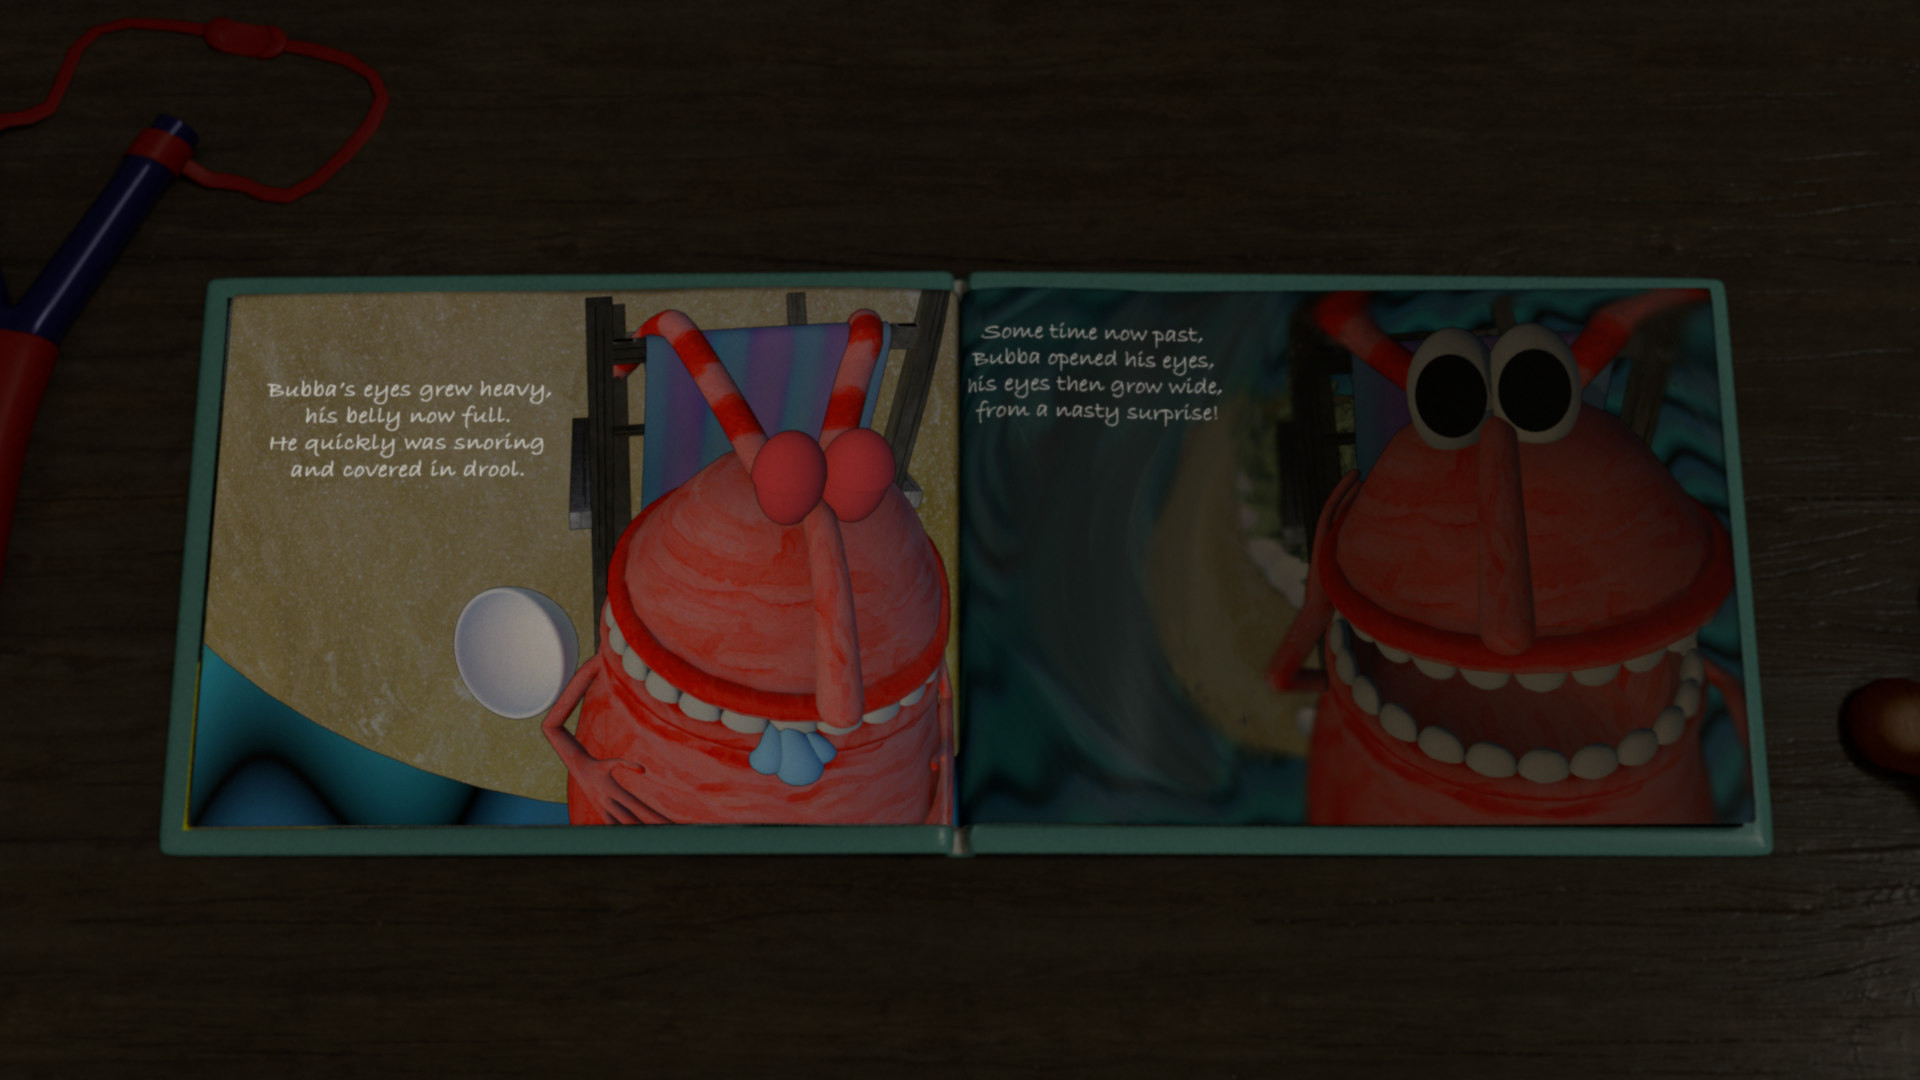 Bubba's eyes grew heavy,
his belly now full.
He quickly was snoring
and covered in drool.
Some time now past,
Bubba opened his eyes,
his eyes then grow wide,
from a nasty surprise!